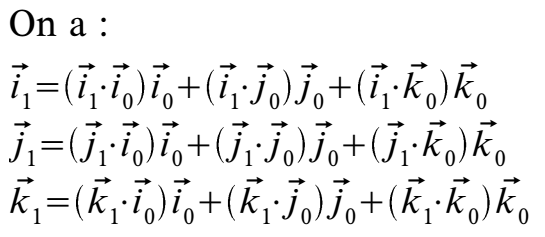 On a :
i⃗₁=(i⃗₁·i⃗₀)i⃗₀+(i⃗₁·j⃗₀)j⃗₀+(i⃗₁·k⃗₀)k⃗₀
j⃗₁=(j⃗₁·i⃗₀)i⃗₀+(j⃗₁·j⃗₀)j⃗₀+(j⃗₁·k⃗₀)k⃗₀
k⃗₁=(k⃗₁·i⃗₀)i⃗₀+(k⃗₁·j⃗₀)j⃗₀+(k⃗₁·k⃗₀)k⃗₀